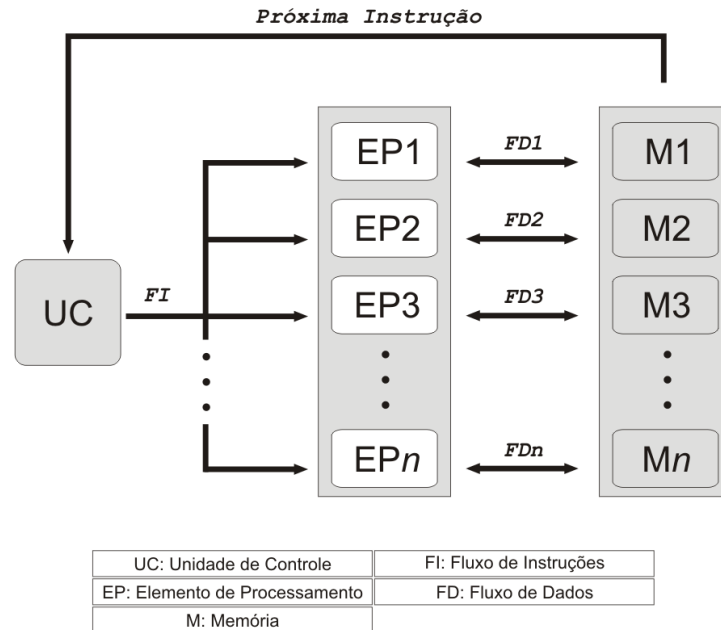 Próxima Instrução
EP1
FD1
M1
EP2
FD2
M2
UC
FI
EP3
FD3
M3
EPn
FDn
Mn
UC: Unidade de Controle
FI: Fluxo de Instruções
EP: Elemento de Processamento
FD: Fluxo de Dados
M: Memória